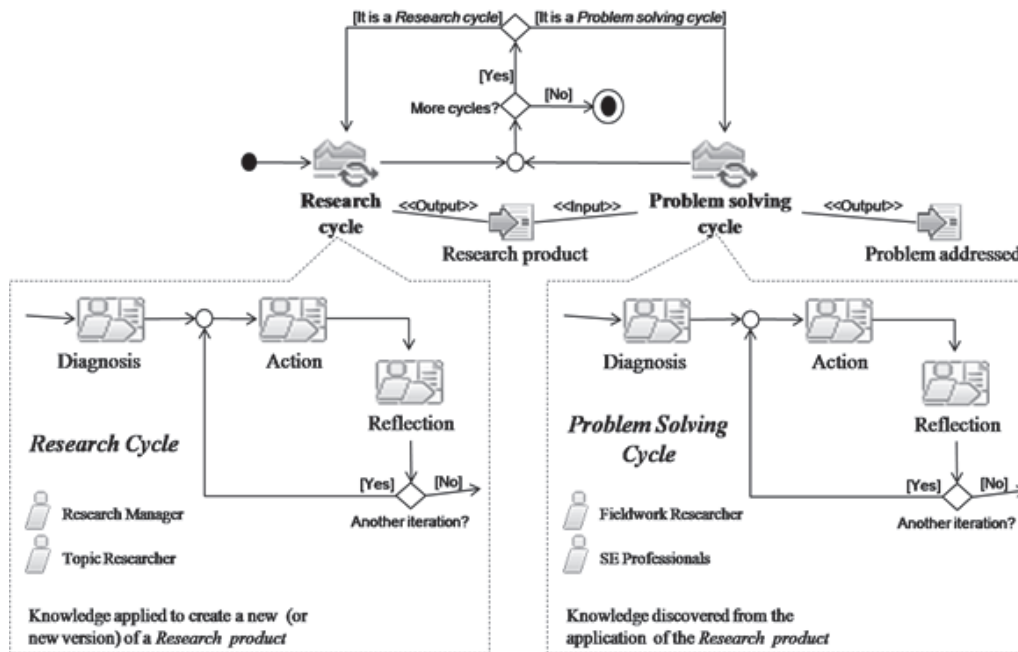 [It is a Research cycle]
[It is a Problem solving cycle]
[Yes]
More cycles?
[No]
Research
cycle
<<Output>>
Research product
<<Input>>
Problem solving
cycle
<<Output>>
Problem addressed
Diagnosis
Action
Reflection
Research Cycle
[Yes]
[No]
Another iteration?
Research Manager
Topic Researcher
Knowledge applied to create a new (or
new version) of a Research product
Diagnosis
Action
Reflection
Problem Solving
Cycle
[Yes]
[No]
Another iteration?
Fieldwork Researcher
SE Professionals
Knowledge discovered from the
application of the Research product